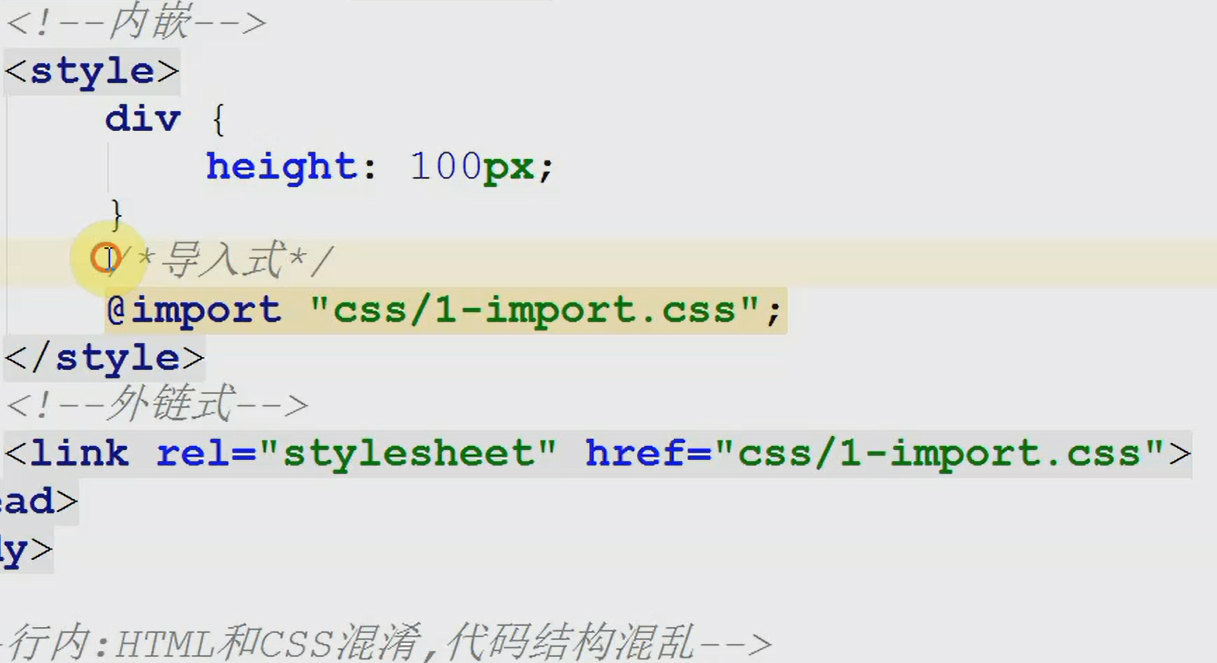 <!--内嵌-->
<style>
div {
height: 100px;
}
/*导入式*/
@import "css/1-import.css";
</style>
<!--外链式-->
<link rel="stylesheet" href="css/1-import.css">
ead>
dy>
-行内:HTML和CSS混淆,代码结构混乱-->